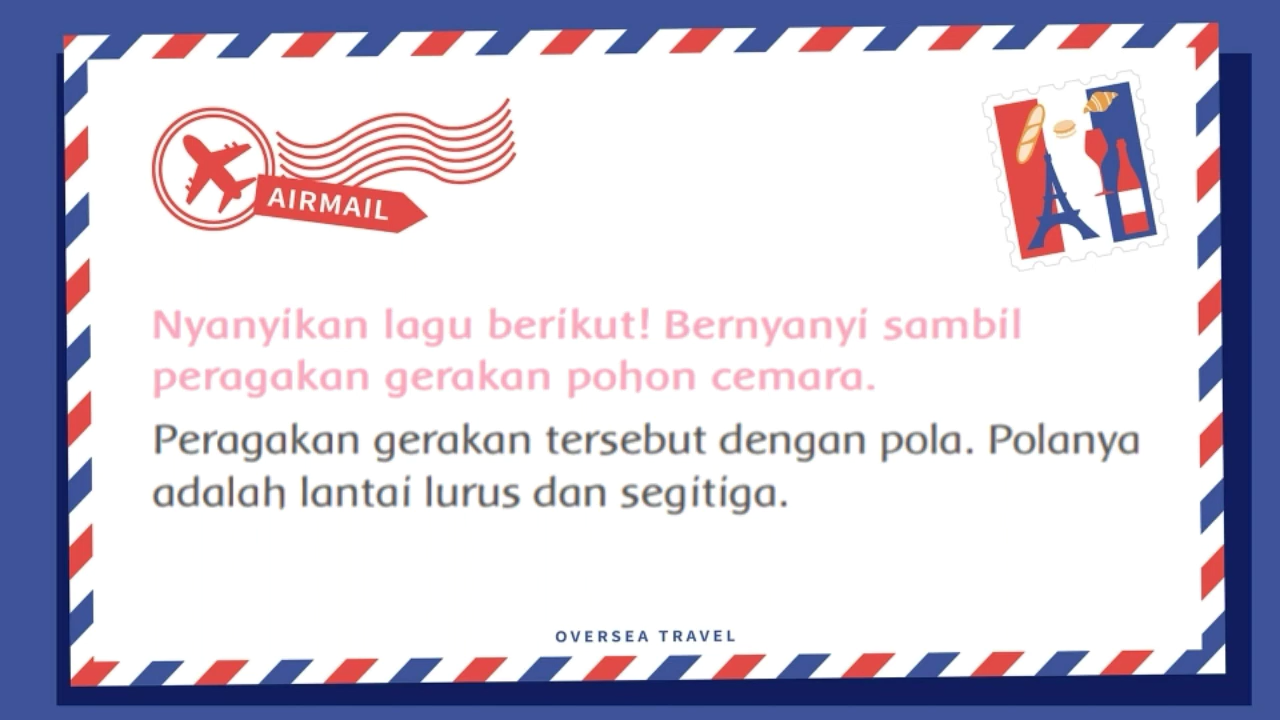 AIRMAIL
Nyanyikan lagu berikut! Bernyanyi sambil
peragakan gerakan pohon cemara.
Peragakan gerakan tersebut dengan pola. Polanya
adalah lantai lurus dan segitiga.
OVERSEA TRAVEL